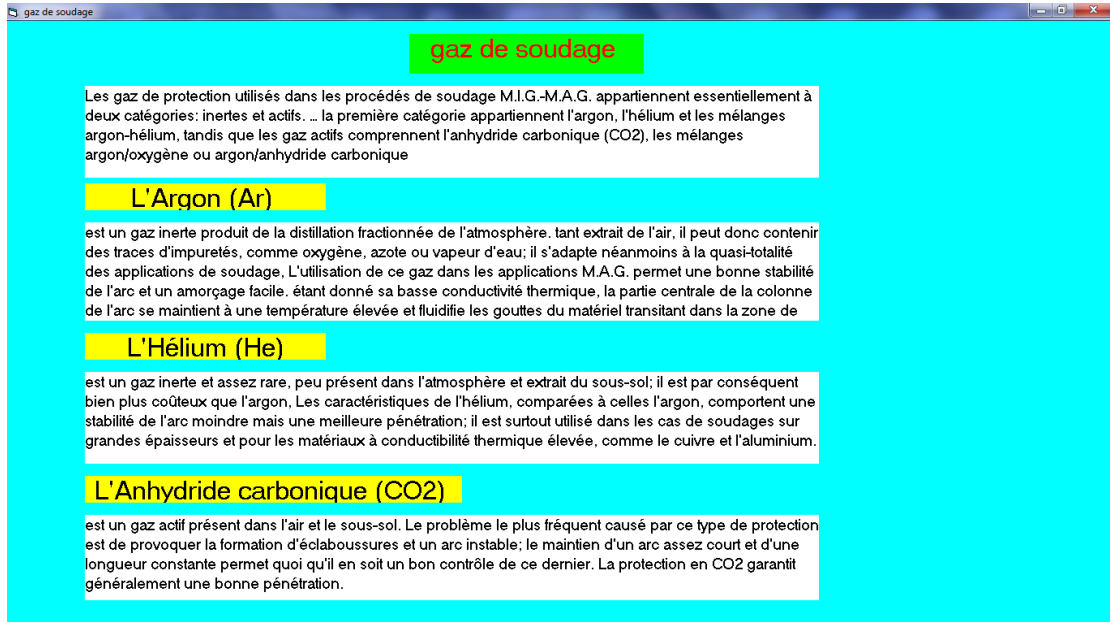 gaz de soudage
gaz de soudage
Les gaz de protection utilisés dans les procédés de soudage M.I.G.-M.A.G. appartiennent essentiellement à
deux catégories: inertes et actifs. ... la première catégorie appartiennent l'argon, l'hélium et les mélanges
argon-hélium, tandis que les gaz actifs comprennent l'anhydride carbonique (CO2), les mélanges
argon/oxygène ou argon/anhydride carbonique
L'Argon (Ar)
est un gaz inerte produit de la distillation fractionnée de l'atmosphère. tant extrait de l'air, il peut donc contenir
des traces d'impuretés, comme oxygène, azote ou vapeur d'eau; il s'adapte néanmoins à la quasi-totalité
des applications de soudage, L'utilisation de ce gaz dans les applications M.A.G. permet une bonne stabilité
de l'arc et un amorçage facile. étant donné sa basse conductivité thermique, la partie centrale de la colonne
de l'arc se maintient à une température élevée et fluidifie les gouttes du matériel transitant dans la zone de
L'Hélium (He)
est un gaz inerte et assez rare, peu présent dans l'atmosphère et extrait du sous-sol; il est par conséquent
bien plus coûteux que l'argon, Les caractéristiques de l'hélium, comparées à celles l'argon, comportent une
stabilité de l'arc moindre mais une meilleure pénétration; il est surtout utilisé dans les cas de soudages sur
grandes épaisseurs et pour les matériaux à conductibilité thermique élevée, comme le cuivre et l'aluminium.
L'Anhydride carbonique (CO2)
est un gaz actif présent dans l'air et le sous-sol. Le problème le plus fréquent causé par ce type de protection
est de provoquer la formation d'éclaboussures et un arc instable; le maintien d'un arc assez court et d'une
longueur constante permet quoi qu'il en soit un bon contrôle de ce dernier. La protection en CO2 garantit
généralement une bonne pénétration.